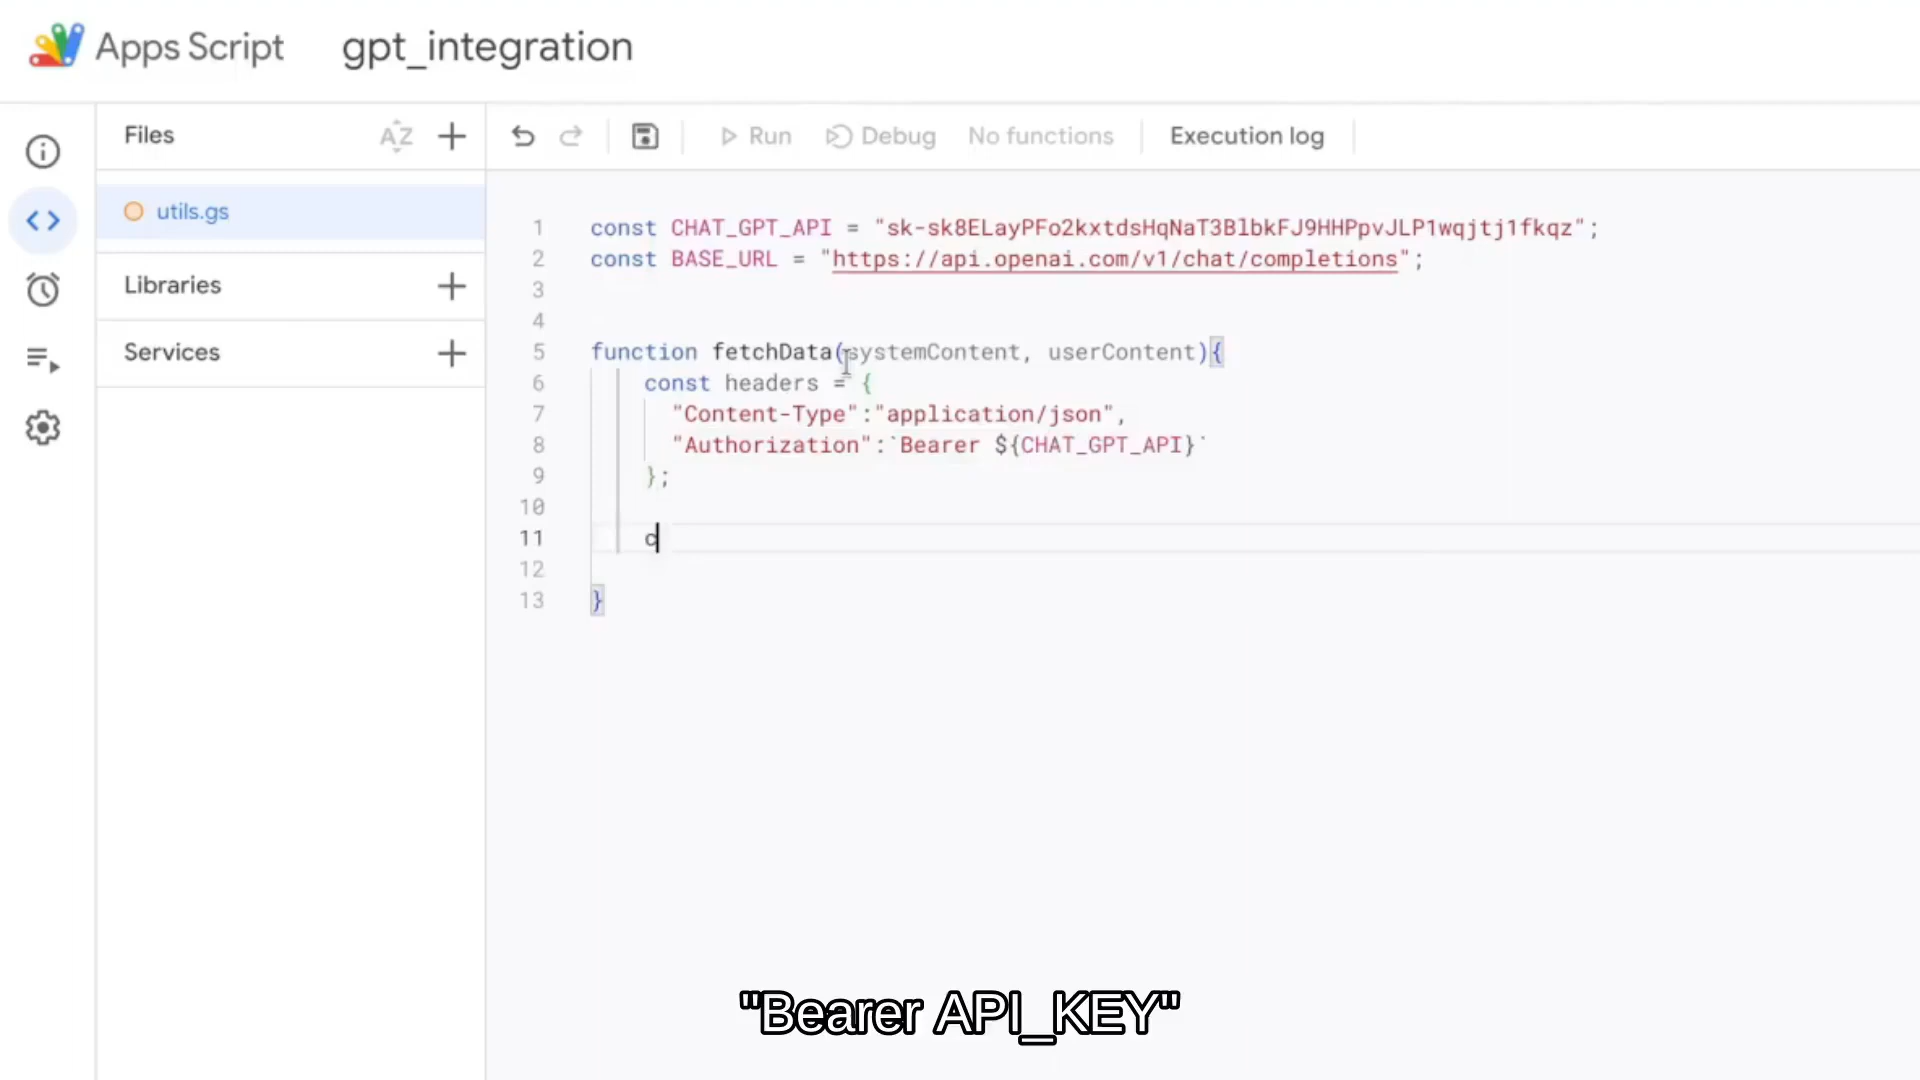 Apps Script gpt_integration
Files AZ
Run Debug No functions Execution log
utils.gs
Libraries
Services
1 const CHAT_GPT_API = "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";
2 const BASE_URL = "https://api.openai.com/v1/chat/completions";
3
4
5 function fetchData(systemContent, userContent){
6 const headers = {
7 "Content-Type":"application/json",
8 "Authorization":`Bearer ${CHAT_GPT_API}`
9 };
10
11 c
12
13 }
"Bearer API_KEY"